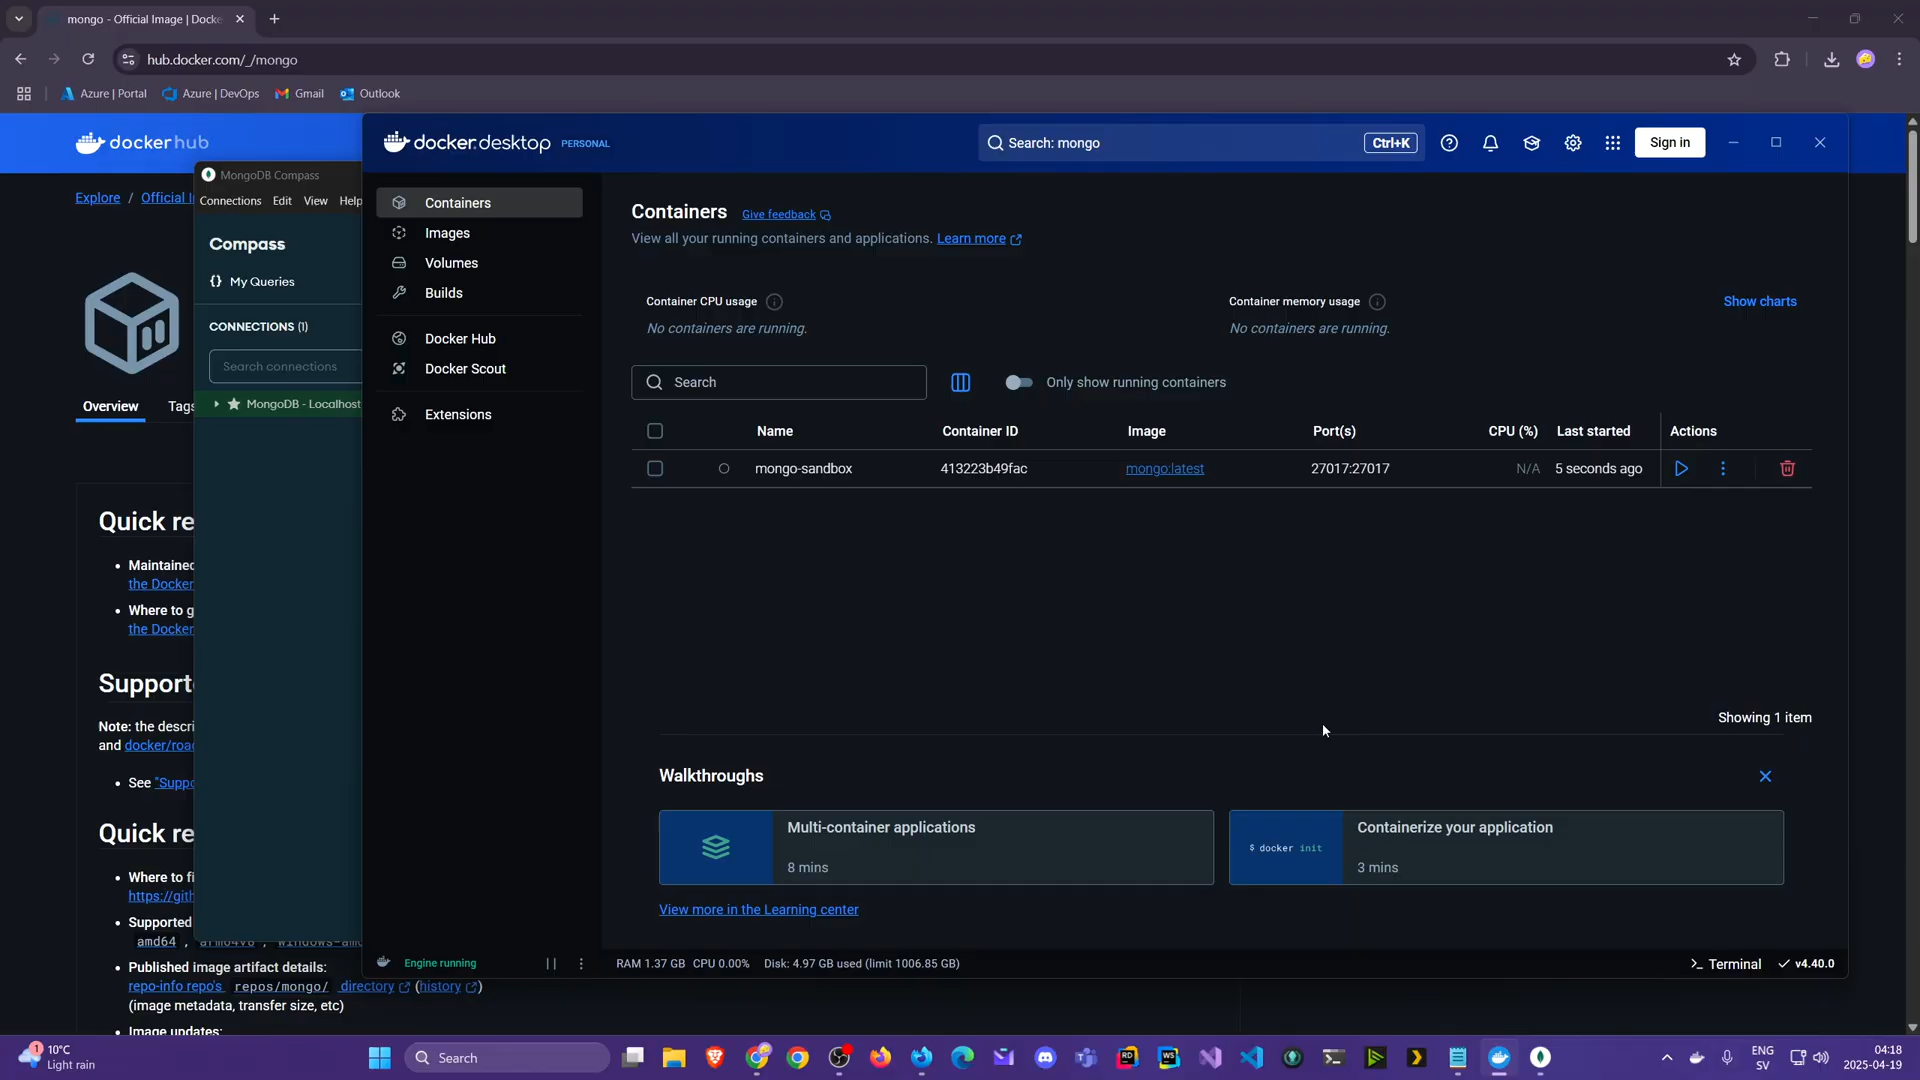 mongo - Official Image | Docke
hub.docker.com/_/mongo
Azure | Portal
Azure | DevOps
Gmail
Outlook
docker hub
Explore / Official I
Overview
Tags
Quick re
Maintained
the Docker
Where to g
the Docker
Supporte
Note: the descri
and docker/roa
See "Suppo
Quick re
Where to fi
https://gith
Supported
amd64 , arm64v8 , windows-amd
Published image artifact details:
repo-info repo's repos/mongo/ directory (history)
(image metadata, transfer size, etc)
Image updates:
MongoDB Compass
Connections Edit View Help
Compass
{} My Queries
CONNECTIONS (1)
Search connections
MongoDB - Localhost
docker.desktop PERSONAL
Search: mongo
Ctrl+K
Sign in
Containers
Images
Volumes
Builds
Docker Hub
Docker Scout
Extensions
Containers Give feedback
View all your running containers and applications. Learn more
Container CPU usage
No containers are running.
Container memory usage
No containers are running.
Show charts
Search
Only show running containers
Name Container ID Image Port(s) CPU (%) Last started Actions
mongo-sandbox 413223b49fac mongo:latest 27017:27017 N/A 5 seconds ago
Showing 1 item
Walkthroughs
Multi-container applications
8 mins
$ docker init
Containerize your application
3 mins
View more in the Learning center
Engine running
RAM 1.37 GB CPU 0.00% Disk: 4.97 GB used (limit 1006.85 GB)
Terminal
v4.40.0
1
10°C
Light rain
Search
RD
WS
ENG
SV
04:18
2025-04-19